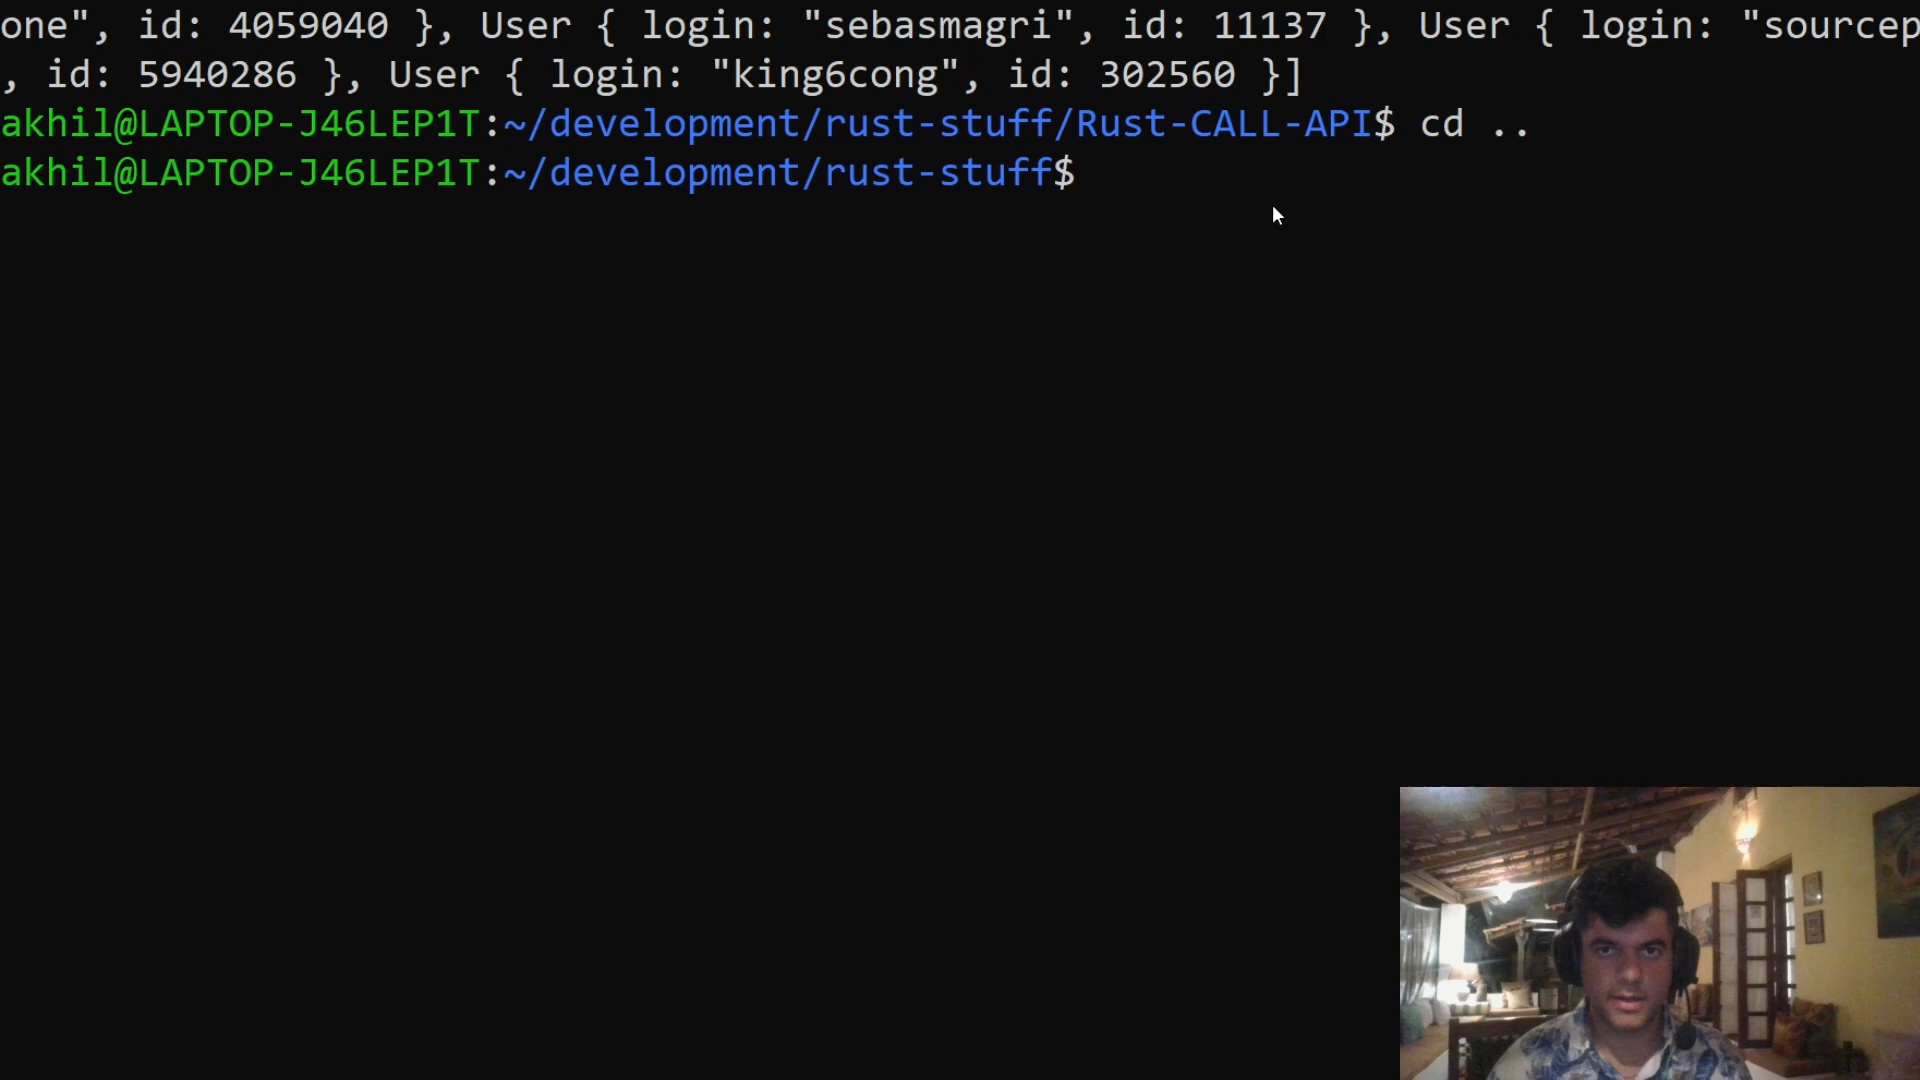 one", id: 4059040 }, User { login: "sebasmagri", id: 11137 }, User { login: "sourcep
, id: 5940286 }, User { login: "king6cong", id: 302560 }]
akhil@LAPTOP-J46LEP1T:~/development/rust-stuff/Rust-CALL-API$ cd ..
akhil@LAPTOP-J46LEP1T:~/development/rust-stuff$